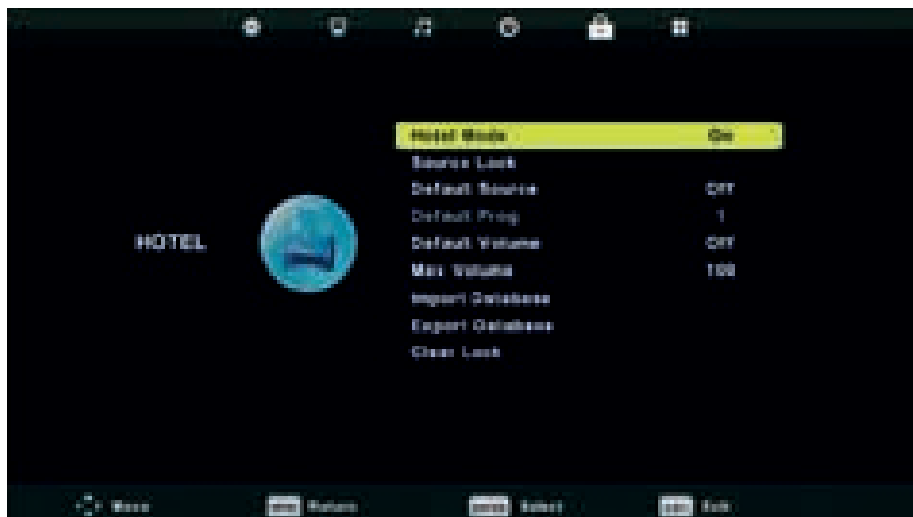 Hotel Mode On
Source Lock
Default Source Off
Default Prog 1
HOTEL
Default Volume Off
Max Volume 100
Import Database
Export Database
Clear Lock
Move Return Select Exit